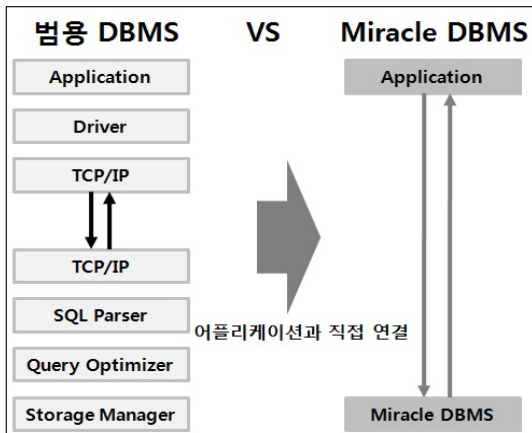 범용 DBMS VS Miracle DBMS
Application
Driver
TCP/IP
TCP/IP
SQL Parser
Query Optimizer
Storage Manager
어플리케이션과 직접 연결
Application
Miracle DBMS